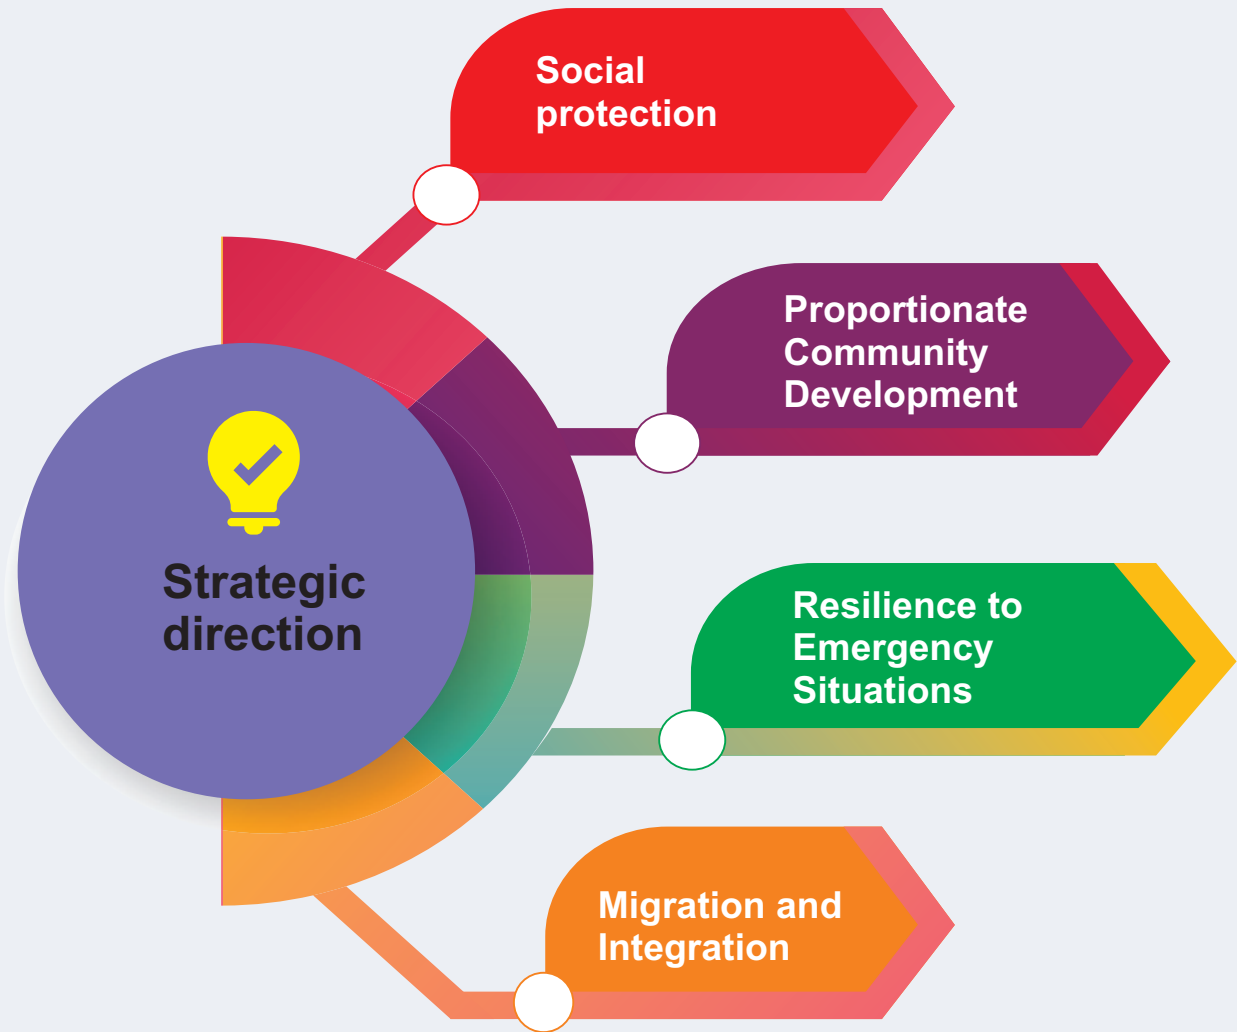 Social
protection
Proportionate
Community
Development
Strategic
direction
Resilience to
Emergency
Situations
Migration and
Integration